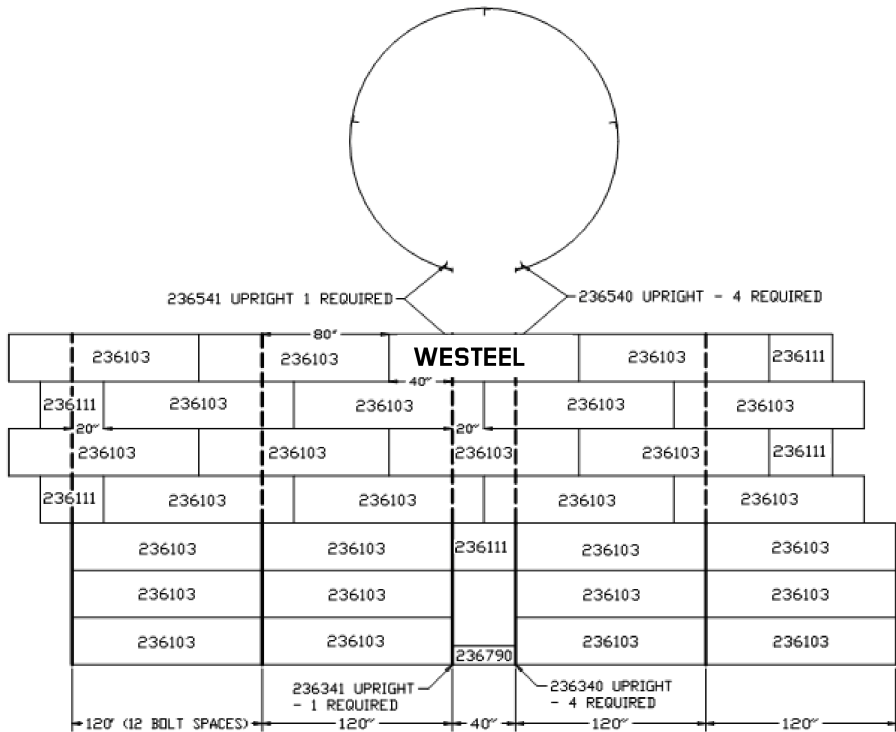 236541 UPRIGHT 1 REQUIRED
236540 UPRIGHT - 4 REQUIRED
80"
236103 236103 WESTEEL 236103 236111
40"
236111 236103 236103 236103 236103
20" 20"
236103 236103 236103 236103 236111
236111 236103 236103 236103 236103
236103 236103 236111 236103 236103
236103 236103 236103 236103
236103 236103 236103 236103
236790
236341 UPRIGHT
- 1 REQUIRED
236340 UPRIGHT
- 4 REQUIRED
120" (12 BOLT SPACES) 120" 40" 120" 120"